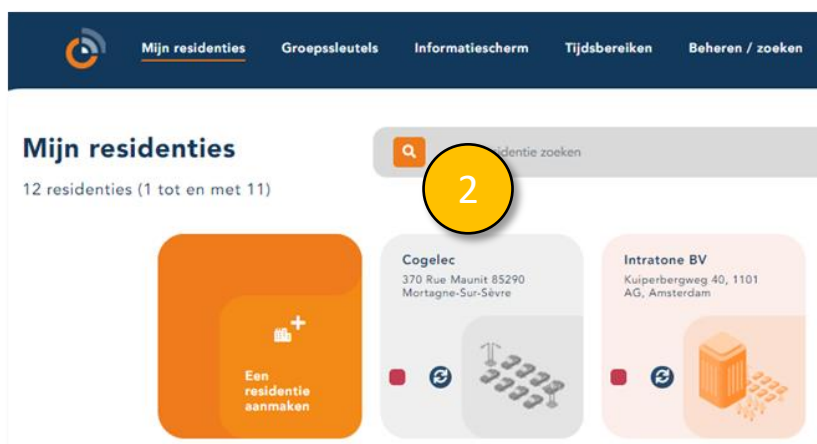 Mijn residenties Groepssleutels Informatiescherm Tijdsbereiken Beheren / zoeken
Mijn residenties
zoeken
12 residenties (1 tot en met 11)
2
Cogelec
370 Rue Maunit 85290
Mortagne-Sur-Sèvre
Intratone BV
Kuiperbergweg 40, 1101
AG, Amsterdam
Een
residentie
aanmaken